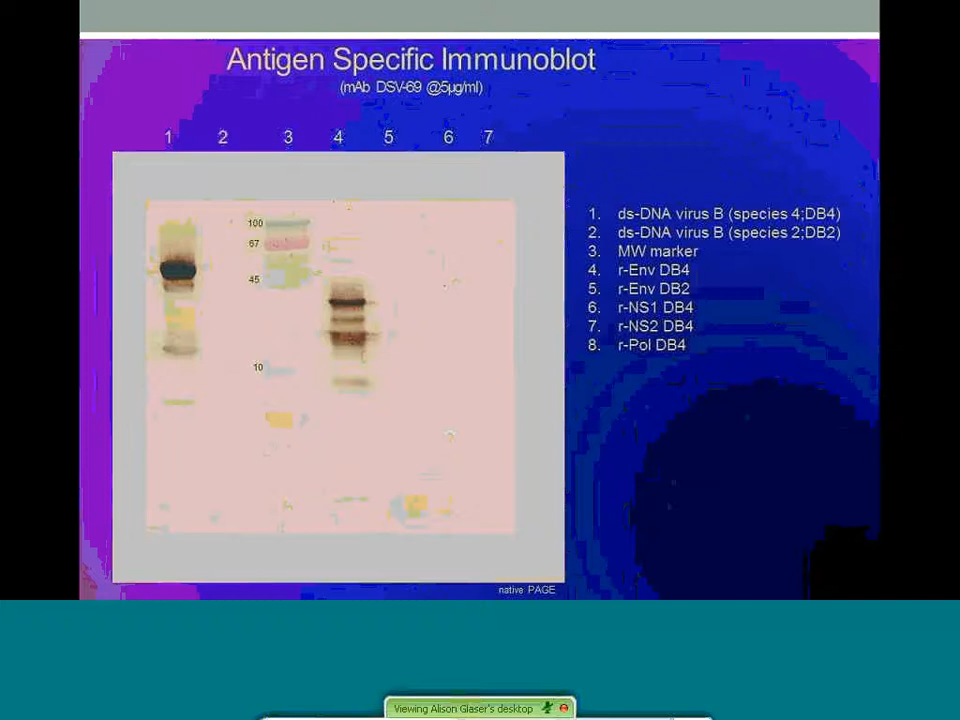 Antigen Specific Immunoblot
(mAb DSV-69 @5µg/ml)
1 2 3 4 5 6 7
100
67
45
10
1. ds-DNA virus B (species 4;DB4)
2. ds-DNA virus B (species 2;DB2)
3. MW marker
4. r-Env DB4
5. r-Env DB2
6. r-NS1 DB4
7. r-NS2 DB4
8. r-Pol DB4
native PAGE
Viewing Alison Glaser's desktop